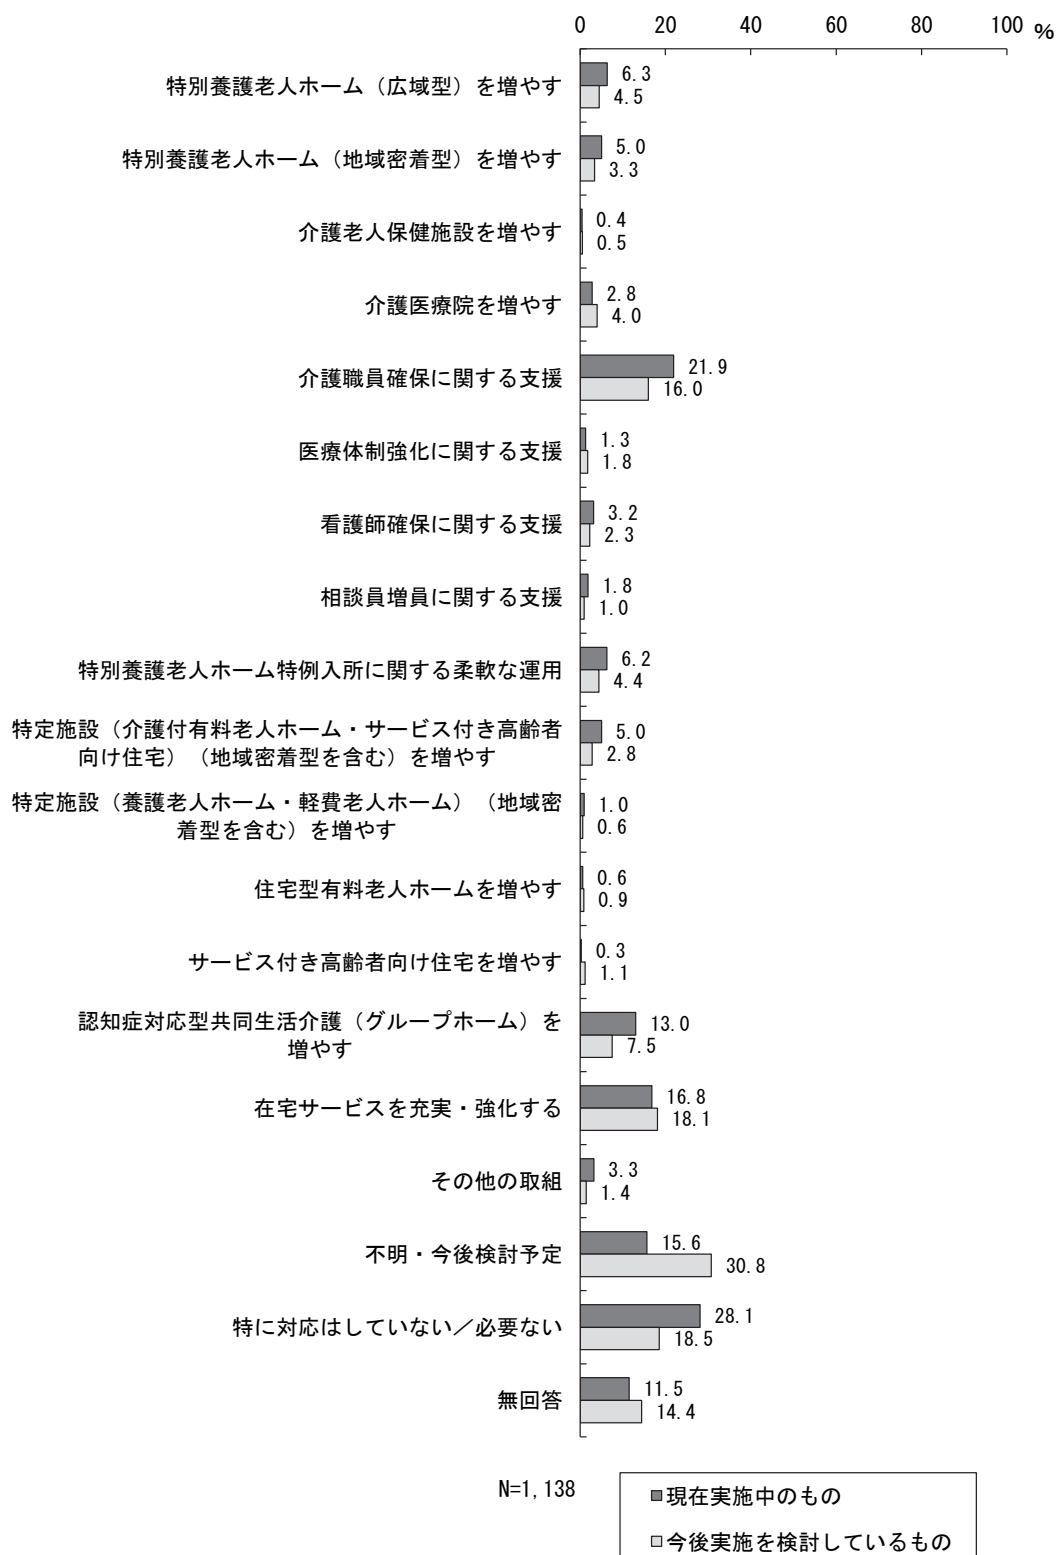 0 20 40 60 80 100 %
特別養護老人ホーム（広域型）を増やす 6.3
4.5
特別養護老人ホーム（地域密着型）を増やす 5.0
3.3
介護老人保健施設を増やす 0.4
0.5
介護医療院を増やす 2.8
4.0
介護職員確保に関する支援 21.9
16.0
医療体制強化に関する支援 1.3
1.8
看護師確保に関する支援 3.2
2.3
相談員増員に関する支援 1.8
1.0
特別養護老人ホーム特例入所に関する柔軟な運用 6.2
4.4
特定施設（介護付有料老人ホーム・サービス付き高齢者 5.0
向け住宅）（地域密着型を含む）を増やす 2.8
特定施設（養護老人ホーム・軽費老人ホーム）（地域密 1.0
着型を含む）を増やす 0.6
住宅型有料老人ホームを増やす 0.6
0.9
サービス付き高齢者向け住宅を増やす 0.3
1.1
認知症対応型共同生活介護（グループホーム）を 13.0
増やす 7.5
在宅サービスを充実・強化する 16.8
18.1
その他の取組 3.3
1.4
不明・今後検討予定 15.6
30.8
特に対応はしていない／必要ない 28.1
18.5
無回答 11.5
14.4
N=1,138
現在実施中のもの
今後実施を検討しているもの